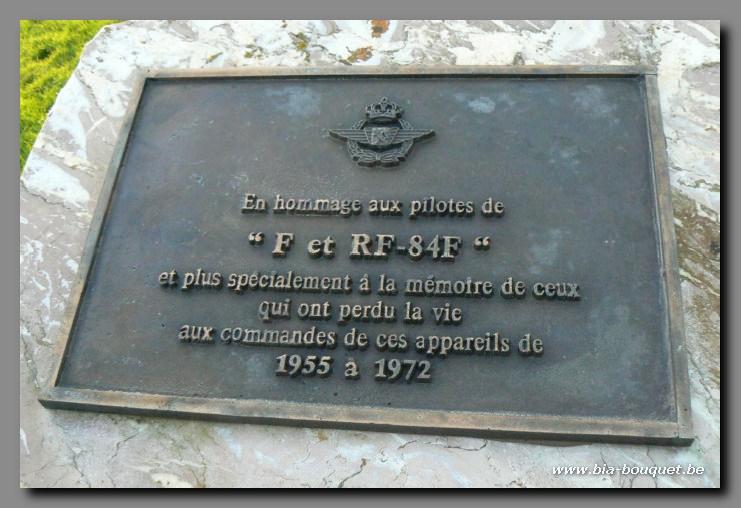 En hommage aux pilotes de
“ F et RF-84F “
et plus spécialement à la mémoire de ceux
qui ont perdu la vie
aux commandes de ces appareils de
1955 à 1972
www.bia-bouquet.be